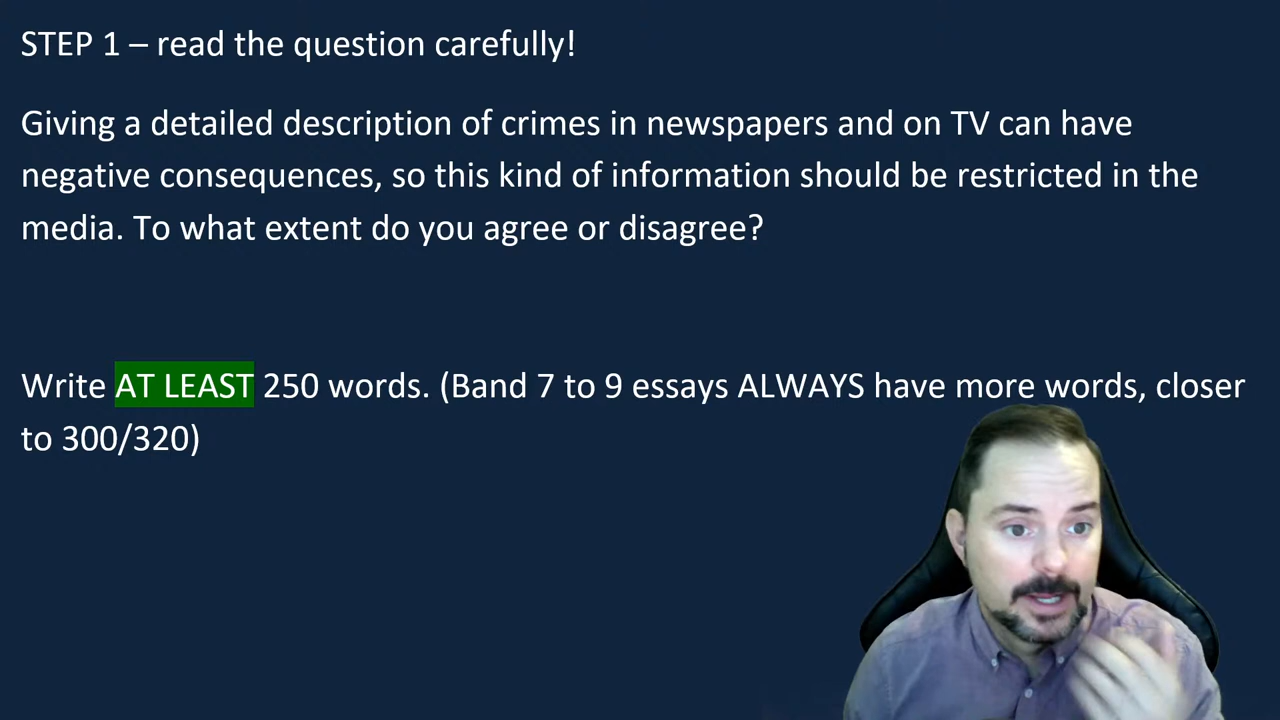 STEP 1 – read the question carefully!
Giving a detailed description of crimes in newspapers and on TV can have
negative consequences, so this kind of information should be restricted in the
media. To what extent do you agree or disagree?
Write AT LEAST 250 words. (Band 7 to 9 essays ALWAYS have more words, closer
to 300/320)